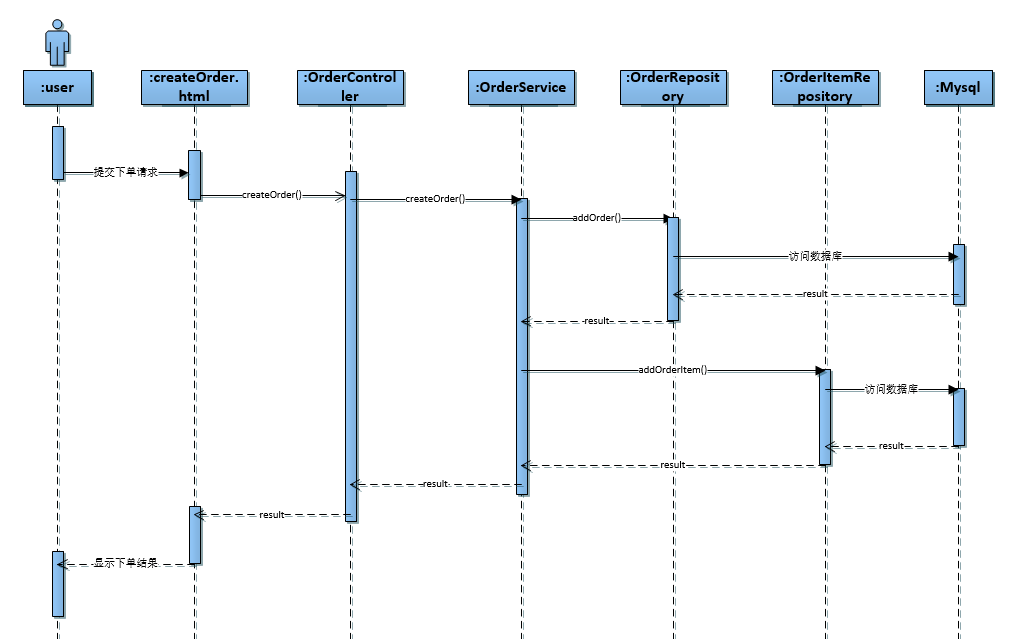 :user
:createOrder.
html
:OrderControl
ler
:OrderService
:OrderReposit
ory
:OrderItemRe
pository
:Mysql
提交下单请求
createOrder()
createOrder()
addOrder()
访问数据库
result
result
addOrderItem()
访问数据库
result
result
result
result
显示下单结果